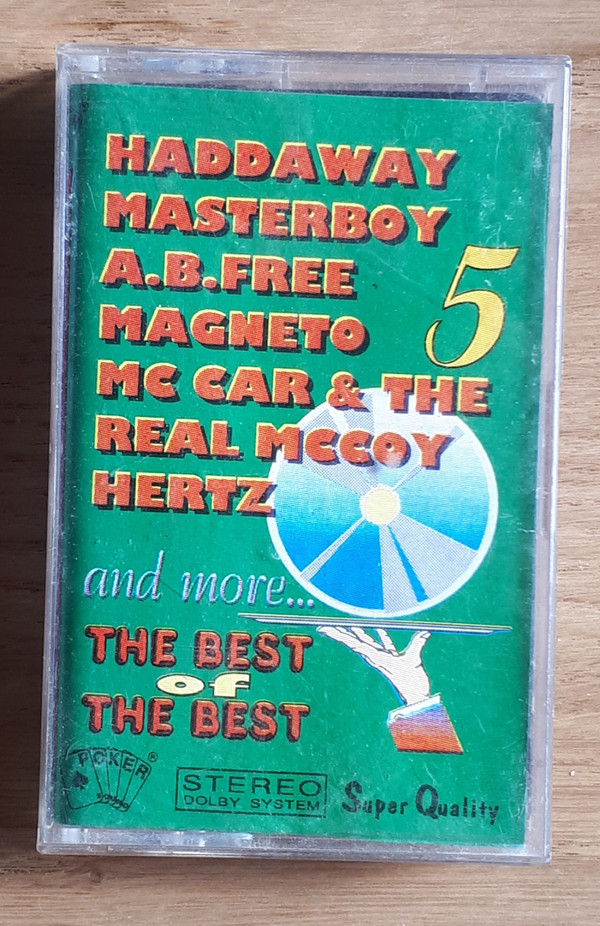 HADDAWAY
MASTERBOY
A.B.FREE
5
MAGNETO
MC CAR & THE
REAL MCCOY
HERTZ
and more...
THE BEST
of
THE BEST
POKER®
STEREO
DOLBY SYSTEM
Super Quality